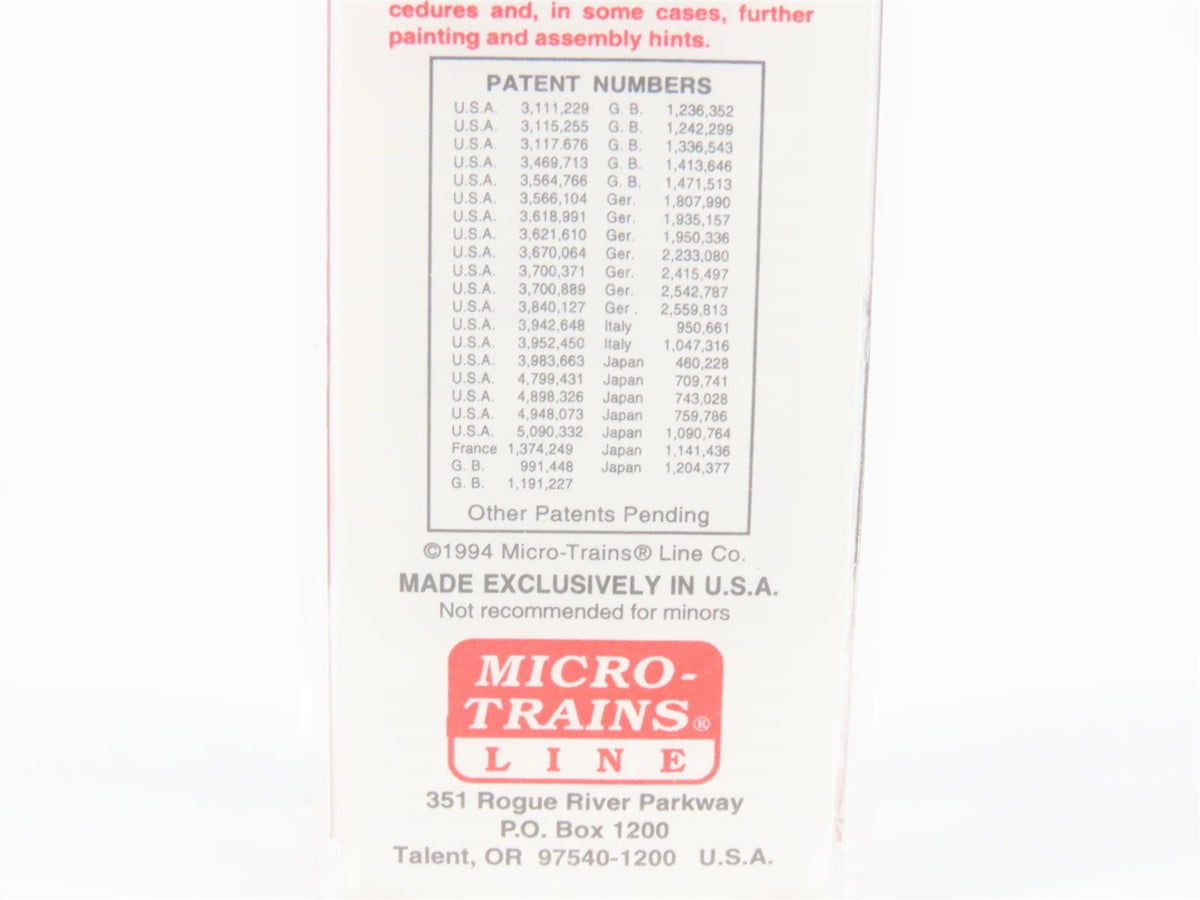 cedures and, in some cases, further
painting and assembly hints.
PATENT NUMBERS
U.S.A. 3,111,229 G. B. 1,236,352
U.S.A. 3,115,255 G. B. 1,242,299
U.S.A. 3,117.676 G. B. 1,336,543
U.S.A. 3,469,713 G. B. 1,413,646
U.S.A. 3,564,766 G. B. 1,471,513
U.S.A. 3,566,104 Ger. 1,807,990
U.S.A. 3,618,991 Ger. 1,935,157
U.S.A. 3,621,610 Ger. 1,950,336
U.S.A. 3,670,064 Ger. 2,233,080
U.S.A. 3,700,371 Ger. 2,415,497
U.S.A. 3,700,889 Ger. 2,542,787
U.S.A. 3,840,127 Ger . 2,559,813
U.S.A. 3,942,648 Italy 950,661
U.S.A. 3,952,450 Italy 1,047,316
U.S.A. 3,983,663 Japan 460,228
U.S.A. 4,799,431 Japan 709,741
U.S.A. 4,898,326 Japan 743,028
U.S.A. 4,948,073 Japan 759,786
U.S.A. 5,090,332 Japan 1,090,764
France 1,374,249 Japan 1,141,436
G. B. 991,448 Japan 1,204,377
G. B. 1,191,227
Other Patents Pending
©1994 Micro-Trains® Line Co.
MADE EXCLUSIVELY IN U.S.A.
Not recommended for minors
MICRO-
TRAINS®
LINE
351 Rogue River Parkway
P.O. Box 1200
Talent, OR 97540-1200 U.S.A.